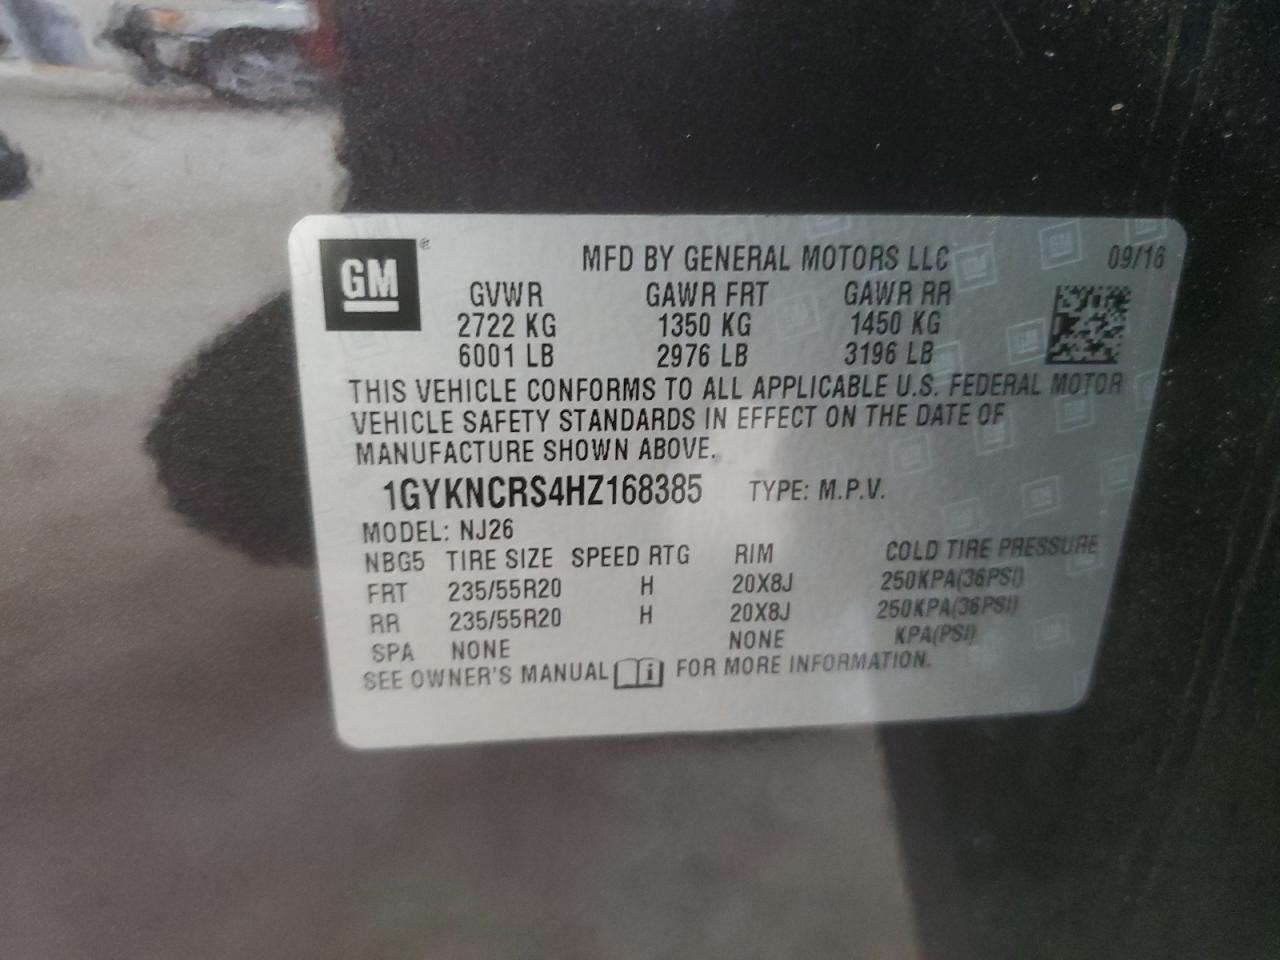 GM ®
MFD BY GENERAL MOTORS LLC 09/16
GVWR GAWR FRT GAWR RR
2722 KG 1350 KG 1450 KG
6001 LB 2976 LB 3196 LB
THIS VEHICLE CONFORMS TO ALL APPLICABLE U.S. FEDERAL MOTOR
VEHICLE SAFETY STANDARDS IN EFFECT ON THE DATE OF
MANUFACTURE SHOWN ABOVE.
1GYKNCRS4HZ168385 TYPE: M.P.V.
MODEL: NJ26
NBG5 TIRE SIZE SPEED RTG RIM COLD TIRE PRESSURE
FRT 235/55R20 H 20X8J 250KPA(36PSI)
RR 235/55R20 H 20X8J 250KPA(36PSI)
SPA NONE NONE KPA(PSI)
SEE OWNER'S MANUAL i FOR MORE INFORMATION.